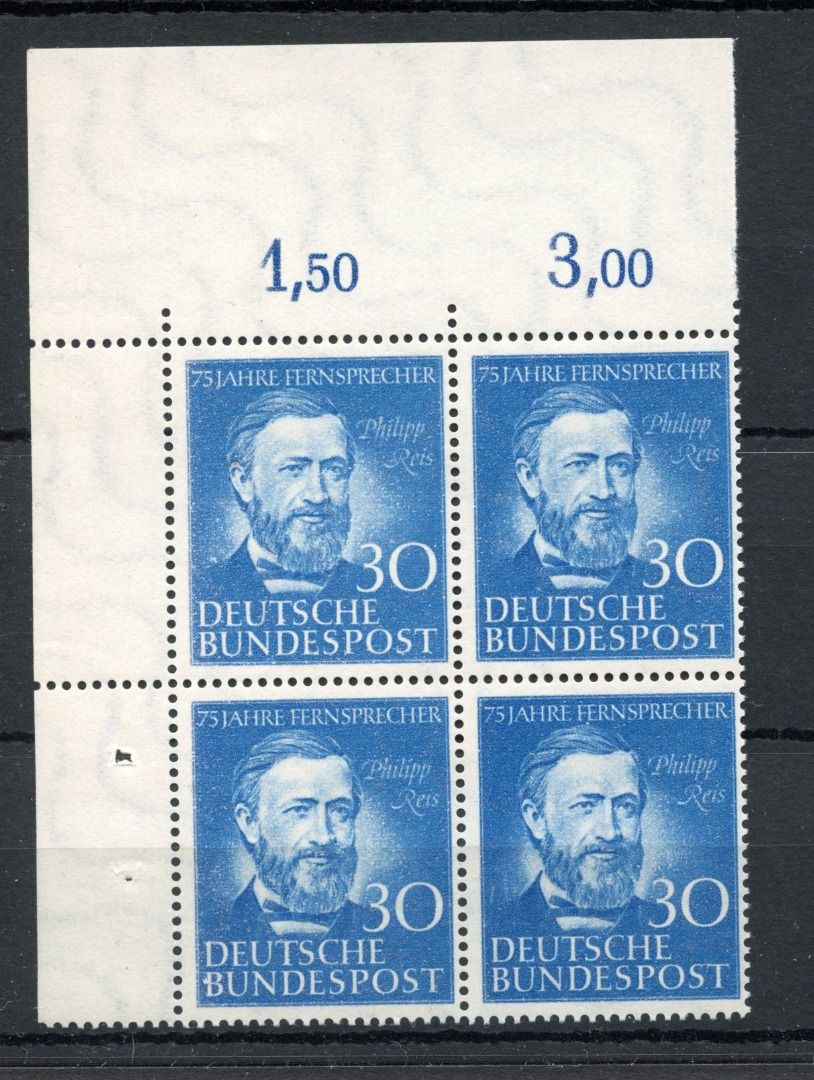 1,50 3,00
75 JAHRE FERNSPRECHER
Philipp
Reis
30
DEUTSCHE
BUNDESPOST
75 JAHRE FERNSPRECHER
Philipp
Reis
30
DEUTSCHE
BUNDESPOST
75 JAHRE FERNSPRECHER
Philipp
Reis
30
DEUTSCHE
BUNDESPOST
75 JAHRE FERNSPRECHER
Philipp
Reis
30
DEUTSCHE
BUNDESPOST